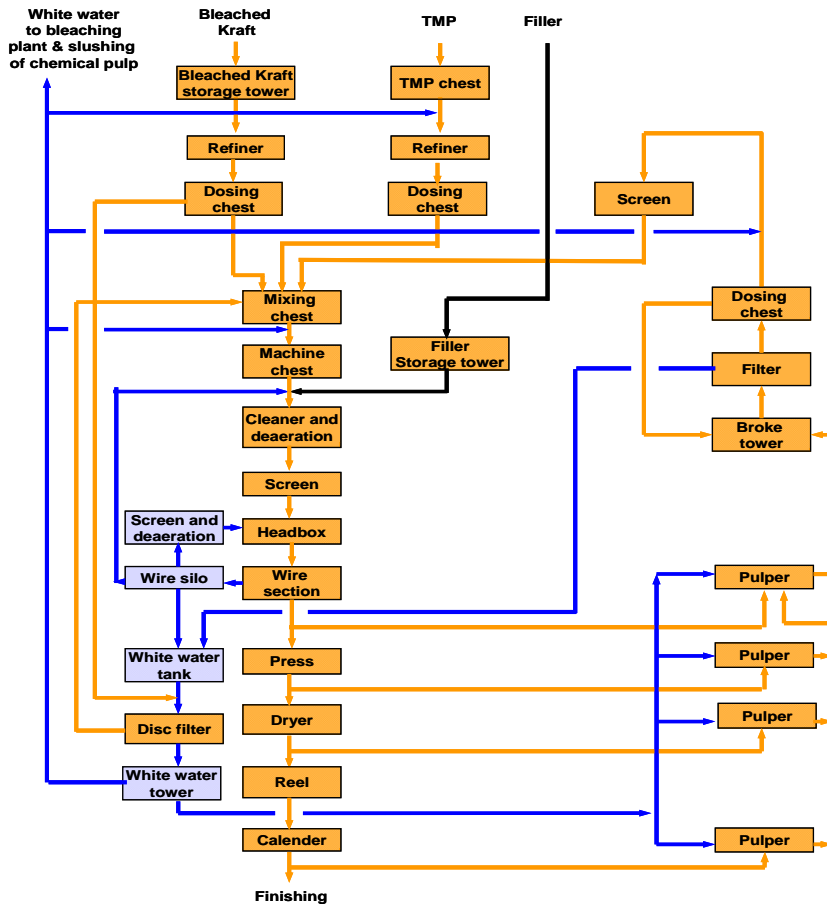 White water
to bleaching
plant & slushing
of chemical pulp
Bleached
Kraft
TMP
Filler
Bleached Kraft
storage tower
TMP chest
Refiner
Refiner
Dosing
chest
Dosing
chest
Screen
Mixing
chest
Dosing
chest
Machine
chest
Filler
Storage tower
Filter
Cleaner and
deaeration
Broke
tower
Screen
Screen and
deaeration
Headbox
Wire silo
Wire
section
Pulper
White water
tank
Press
Pulper
Disc filter
Dryer
Pulper
White water
tower
Reel
Calender
Pulper
Finishing